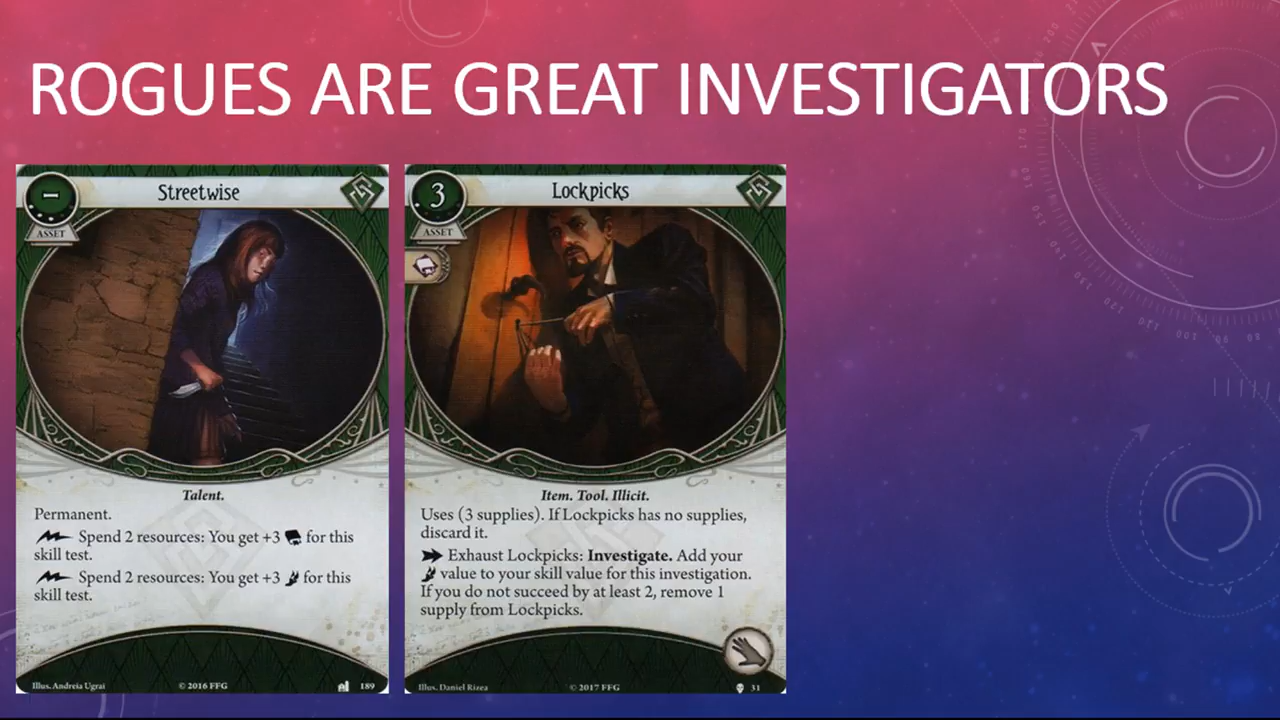 ROGUES ARE GREAT INVESTIGATORS
–
Streetwise
ASSET
Talent.
Permanent.
Spend 2 resources: You get +3 for this
skill test.
Spend 2 resources: You get +3 for this
skill test.
Illus. Andreia Ugrai
© 2016 FFG
189
3
Lockpicks
ASSET
Item. Tool. Illicit.
Uses (3 supplies). If Lockpicks has no supplies,
discard it.
Exhaust Lockpicks: Investigate. Add your
value to your skill value for this investigation.
If you do not succeed by at least 2, remove 1
supply from Lockpicks.
Illus. Daniel Rizea
© 2017 FFG
31